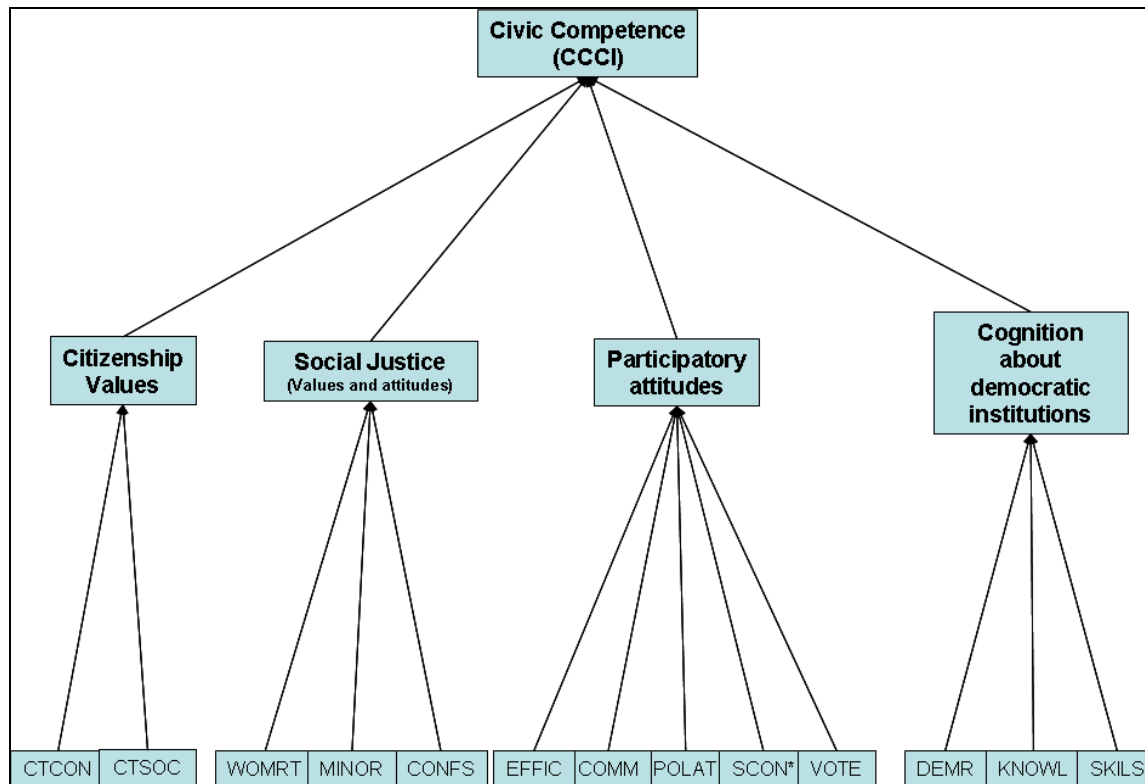 Civic Competence
(CCCI)
Citizenship
Values
Social Justice
(Values and attitudes)
Participatory
attitudes
Cognition
about
democratic
institutions
CTCON CTSOC WOMRT MINOR CONFS EFFIC COMM POLAT SCON* VOTE DEMR KNOWL SKILS